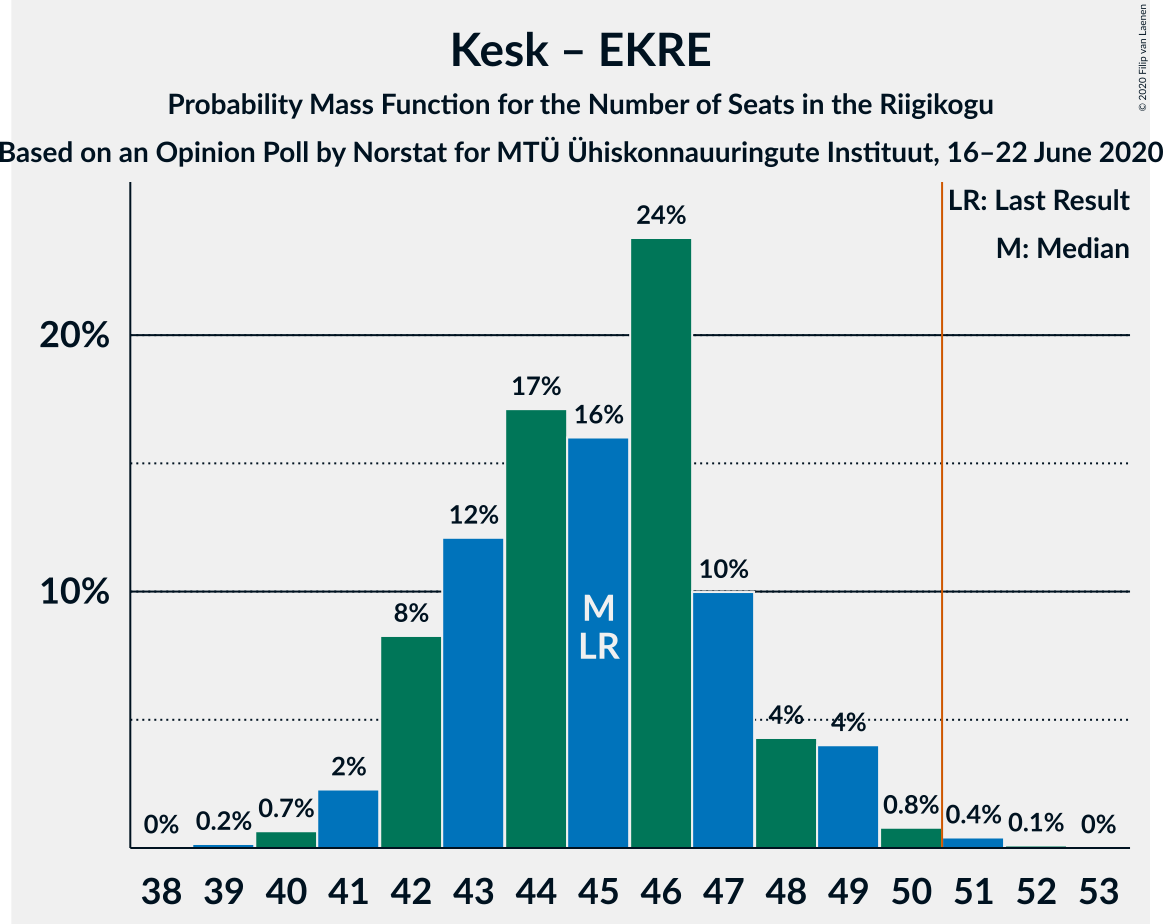 Kesk – EKRE
Probability Mass Function for the Number of Seats in the Riigikogu
Based on an Opinion Poll by Norstat for MTÜ Ühiskonnauuringute Instituut, 16–22 June 2020
© 2020 Filip van Laenen
LR: Last Result
M: Median
20%
10%
0%
0.2%
0.7%
2%
8%
12%
17%
16%
24%
10%
4%
4%
0.8%
0.4%
0.1%
0%
M
LR
38 39 40 41 42 43 44 45 46 47 48 49 50 51 52 53